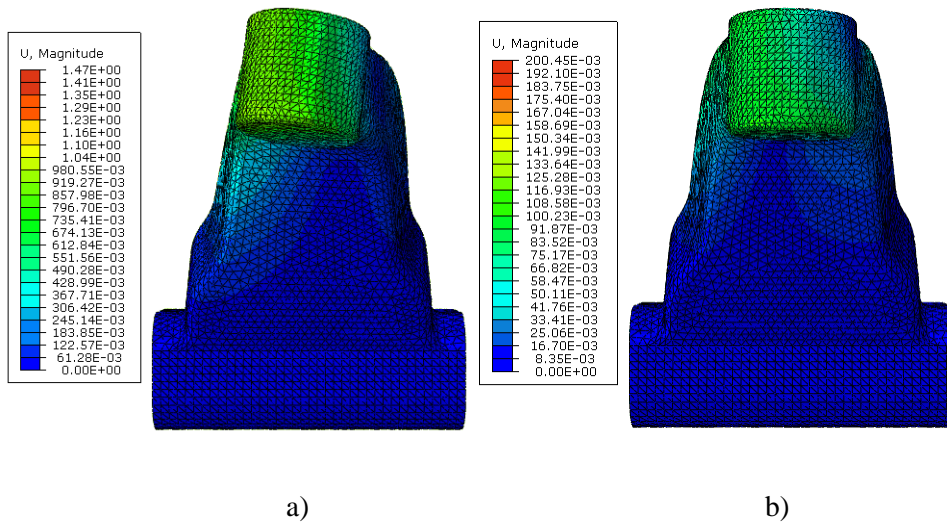 U, Magnitude
1.47E+00
1.41E+00
1.35E+00
1.29E+00
1.23E+00
1.16E+00
1.10E+00
1.04E+00
980.55E-03
919.27E-03
857.98E-03
796.70E-03
735.41E-03
674.13E-03
612.84E-03
551.56E-03
490.28E-03
428.99E-03
367.71E-03
306.42E-03
245.14E-03
183.85E-03
122.57E-03
61.28E-03
0.00E+00
U, Magnitude
200.45E-03
192.10E-03
183.75E-03
175.40E-03
167.04E-03
158.69E-03
150.34E-03
141.99E-03
133.64E-03
125.28E-03
116.93E-03
108.58E-03
100.23E-03
91.87E-03
83.52E-03
75.17E-03
66.82E-03
58.47E-03
50.11E-03
41.76E-03
33.41E-03
25.06E-03
16.70E-03
8.35E-03
0.00E+00
a)
b)